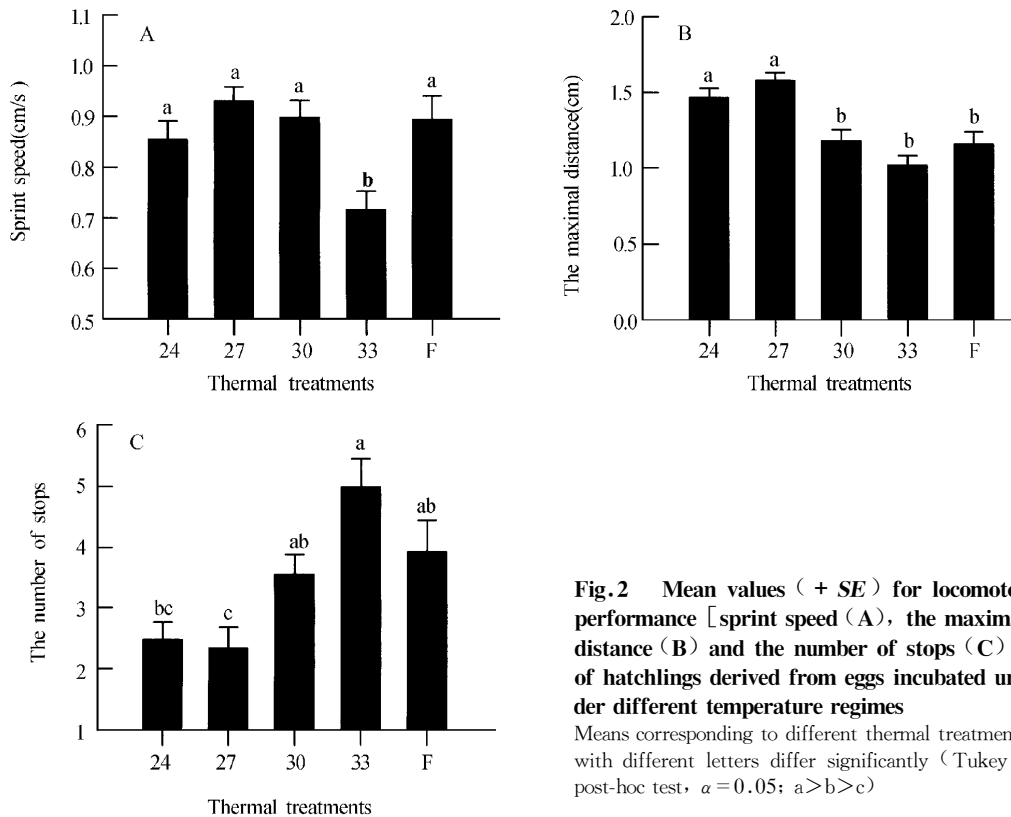 A
1.1
1.0
0.9
0.8
0.7
0.6
0.5
Sprint speed(cm/s )
a
a
a
b
a
24 27 30 33 F
Thermal treatments
B
2.0
1.5
1.0
0.5
0.0
The maximal distance(cm)
a
a
b
b
b
24 27 30 33 F
Thermal treatments
C
6
5
4
3
2
1
The number of stops
bc
c
ab
a
ab
24 27 30 33 F
Thermal treatments
Fig.2 Mean values ( + SE ) for locomoto
performance [ sprint speed (A), the maxim
distance (B) and the number of stops (C)
of hatchlings derived from eggs incubated un
der different temperature regimes
Means corresponding to different thermal treatmen
with different letters differ significantly ( Tukey
post-hoc test, α = 0.05; a>b>c)